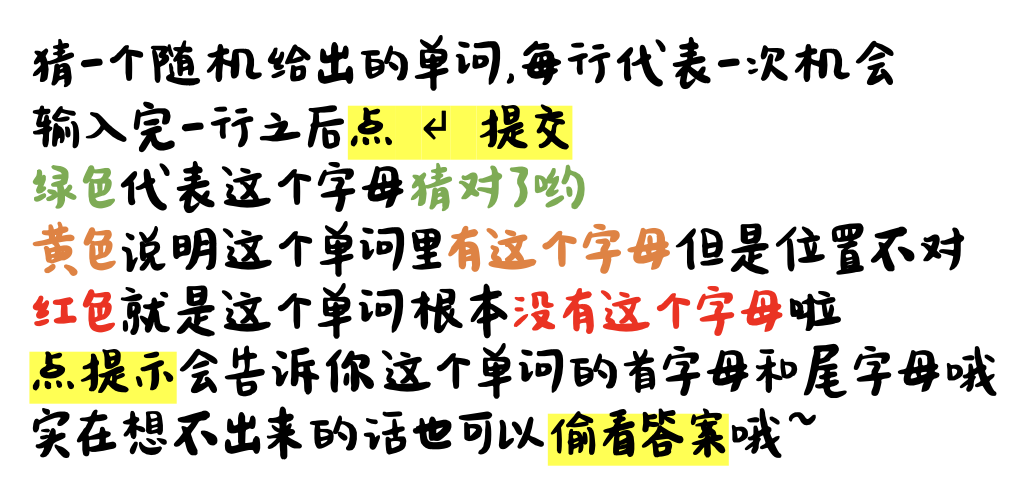 猜一个随机给出的单词,每行代表一次机会
输入完一行之后点 ↲ 提交
绿色代表这个字母猜对了哟
黄色说明这个单词里有这个字母但是位置不对
红色就是这个单词根本没有这个字母啦
点提示会告诉你这个单词的首字母和尾字母哦
实在想不出来的话也可以偷看答案哦~